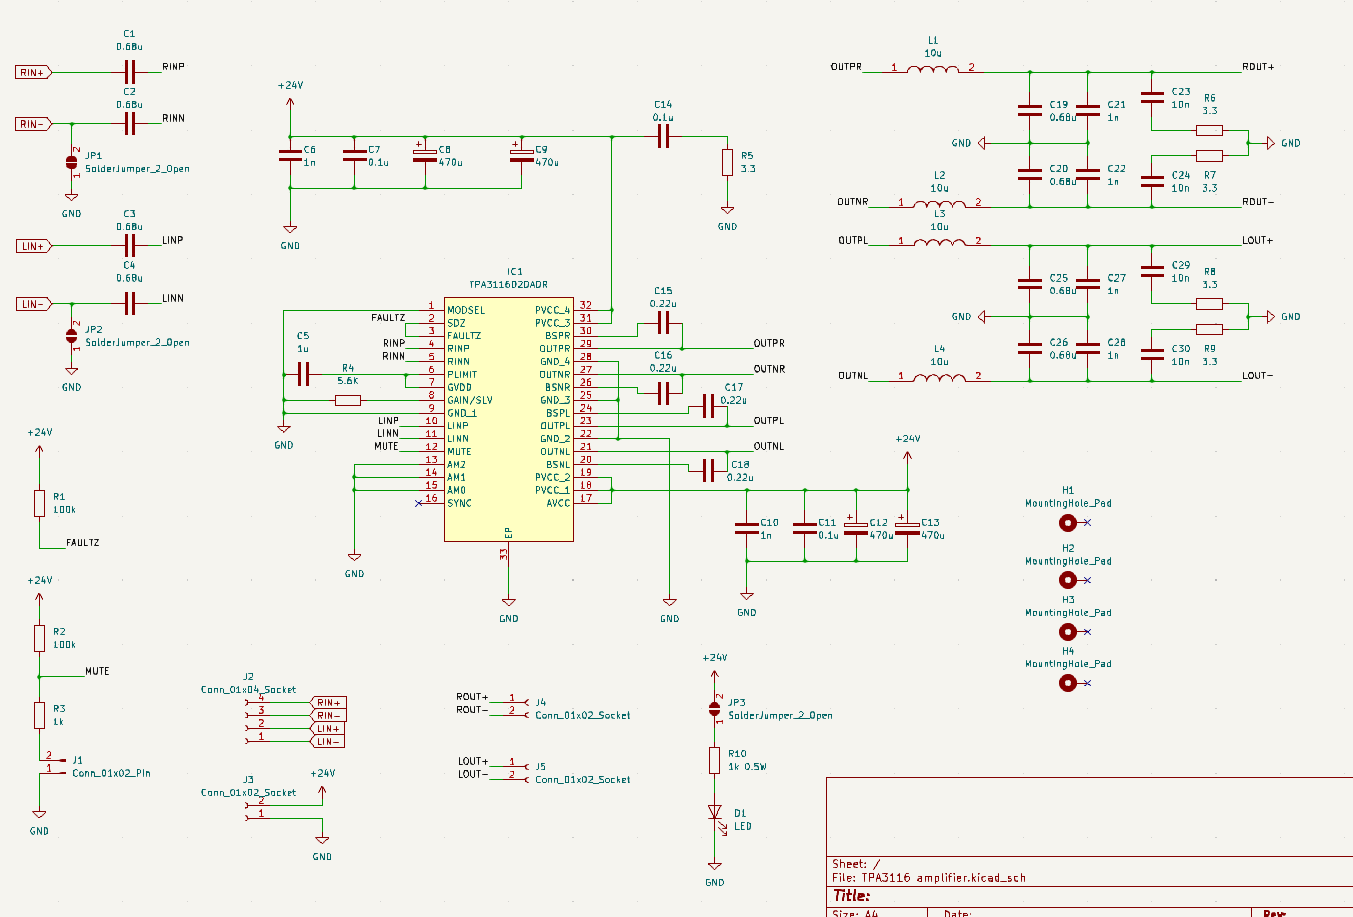 C1
0.68u
RIN+
RINP
C2
0.68u
RIN-
RINN
JP1
SolderJumper_2_Open
2
1
GND
C3
0.68u
LIN+
LINP
C4
0.68u
LIN-
LINN
JP2
SolderJumper_2_Open
2
1
GND
+24V
C6
1n
C7
0.1u
C8
470u
C9
470u
GND
C14
0.1u
R5
3.3
GND
IC1
TPA3116D2DADR
1 MODSEL
2 SDZ
3 FAULTZ
4 RINP
5 RINN
6 PLIMIT
7 GVDD
8 GAIN/SLV
9 GND_1
10 LINP
11 LINN
12 MUTE
13 AM2
14 AM1
15 AM0
16 SYNC
PVCC_4 32
PVCC_3 31
BSPR 30
OUTPR 29
GND_4 28
OUTNR 27
BSNR 26
GND_3 25
BSPL 24
OUTPL 23
GND_2 22
OUTNL 21
BSNL 20
PVCC_2 19
PVCC_1 18
AVCC 17
EP
33
GND
FAULTZ
RINP
RINN
C5
1u
R4
5.6K
GND
LINP
LINN
MUTE
GND
C15
0.22u
OUTPR
C16
0.22u
OUTNR
C17
0.22u
OUTPL
OUTNL
C18
0.22u
GND
+24V
C10
1n
C11
0.1u
C12
470u
C13
470u
GND
OUTPR
L1
10u
1 2
ROUT+
C19
0.68u
C21
1n
C23
10n
R6
3.3
GND
GND
C20
0.68u
C22
1n
C24
10n
R7
3.3
OUTNR
L2
10u
1 2
ROUT-
OUTPL
L3
10u
1 2
LOUT+
C25
0.68u
C27
1n
C29
10n
R8
3.3
GND
GND
C26
0.68u
C28
1n
C30
10n
R9
3.3
OUTNL
L4
10u
1 2
LOUT-
+24V
R1
100k
FAULTZ
+24V
R2
100k
MUTE
R3
1k
2
1
J1
Conn_01x02_Pin
GND
J2
Conn_01x04_Socket
4 RIN+
3 RIN-
2 LIN+
1 LIN-
J3
Conn_01x02_Socket
2
1
+24V
GND
ROUT+ 1
ROUT- 2
J4
Conn_01x02_Socket
LOUT+ 1
LOUT- 2
J5
Conn_01x02_Socket
+24V
2
1
JP3
SolderJumper_2_Open
R10
1k 0.5W
D1
LED
GND
H1
MountingHole_Pad
H2
MountingHole_Pad
H3
MountingHole_Pad
H4
MountingHole_Pad
Sheet: /
File: TPA3116 amplifier.kicad_sch
Title:
Size: A4
Date:
Rev: